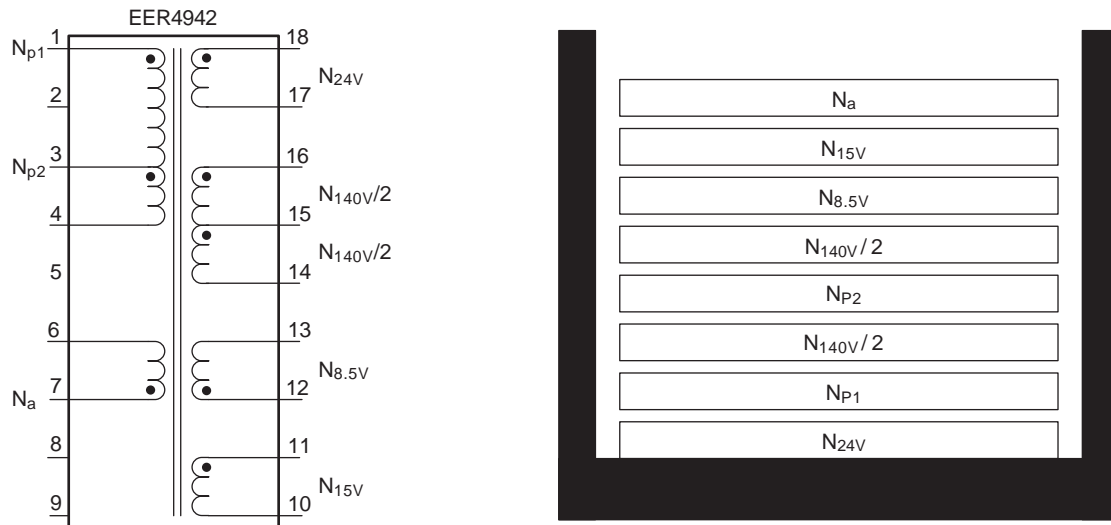 EER4942
Np1
1
2
3
Np2
4
5
6
7
Na
8
9
18
N24V
17
16
N140V/2
15
N140V/2
14
13
N8.5V
12
11
N15V
10
Na
N15V
N8.5V
N140V/2
NP2
N140V/2
NP1
N24V